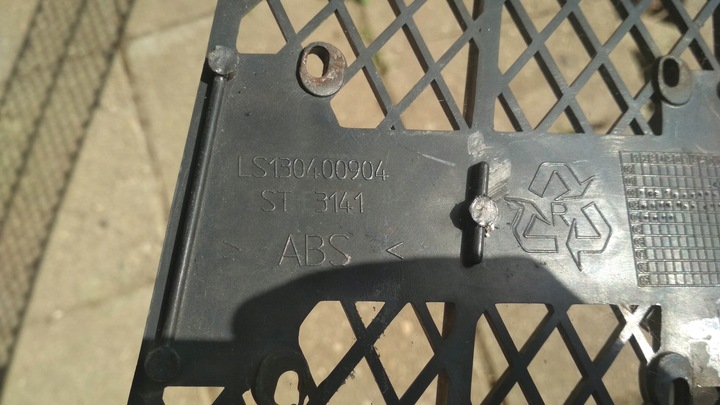 LS130400904
ST 3141
> ABS <
R